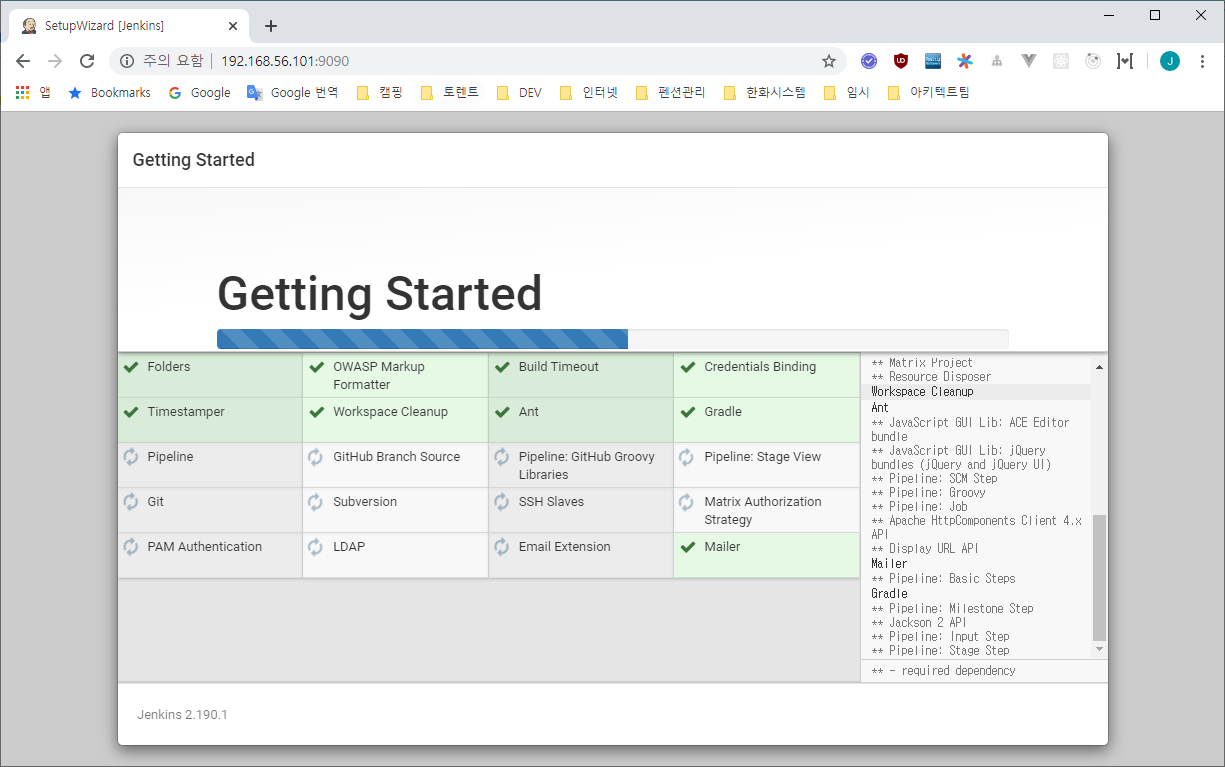 SetupWizard [Jenkins]
주의 요함 192.168.56.101:9090
J
앱 Bookmarks Google Google 번역 캠핑 토렌트 DEV 인터넷 펜션관리 한화시스템 임시 아키텍트팀
Getting Started
Getting Started
Folders
OWASP Markup
Formatter
Build Timeout
Credentials Binding
Timestamper
Workspace Cleanup
Ant
Gradle
Pipeline
GitHub Branch Source
Pipeline: GitHub Groovy
Libraries
Pipeline: Stage View
Git
Subversion
SSH Slaves
Matrix Authorization
Strategy
PAM Authentication
LDAP
Email Extension
Mailer
** Matrix Project
** Resource Disposer
Workspace Cleanup
Ant
** JavaScript GUI Lib: ACE Editor
bundle
** JavaScript GUI Lib: jQuery
bundles (jQuery and jQuery UI)
** Pipeline: SCM Step
** Pipeline: Groovy
** Pipeline: Job
** Apache HttpComponents Client 4.x
API
** Display URL API
Mailer
** Pipeline: Basic Steps
Gradle
** Pipeline: Milestone Step
** Jackson 2 API
** Pipeline: Input Step
** Pipeline: Stage Step
** - required dependency
Jenkins 2.190.1